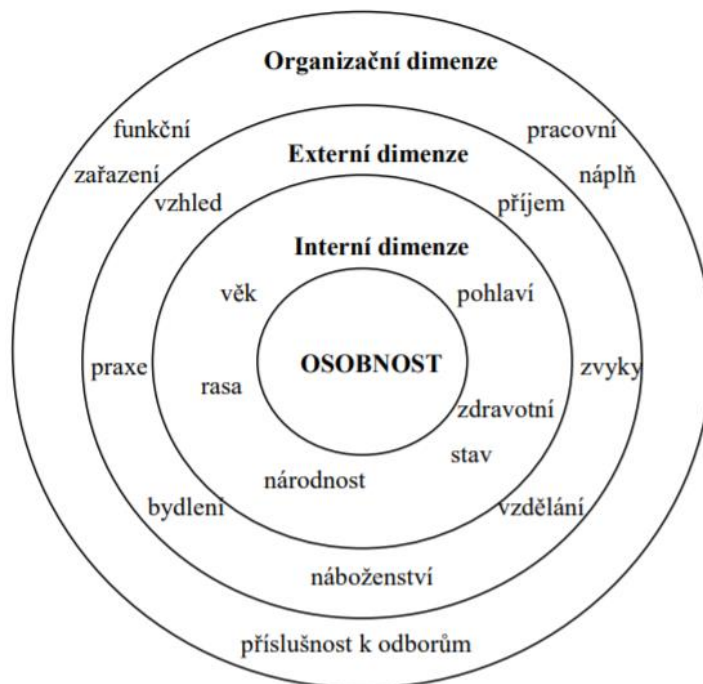 Organizační dimenze
funkční
zařazení
pracovní
náplň
Externí dimenze
vzhled
příjem
Interní dimenze
věk
pohlaví
praxe
OSOBNOST
zvyky
rasa
zdravotní
stav
národnost
bydlení
vzdělání
náboženství
příslušnost k odborům